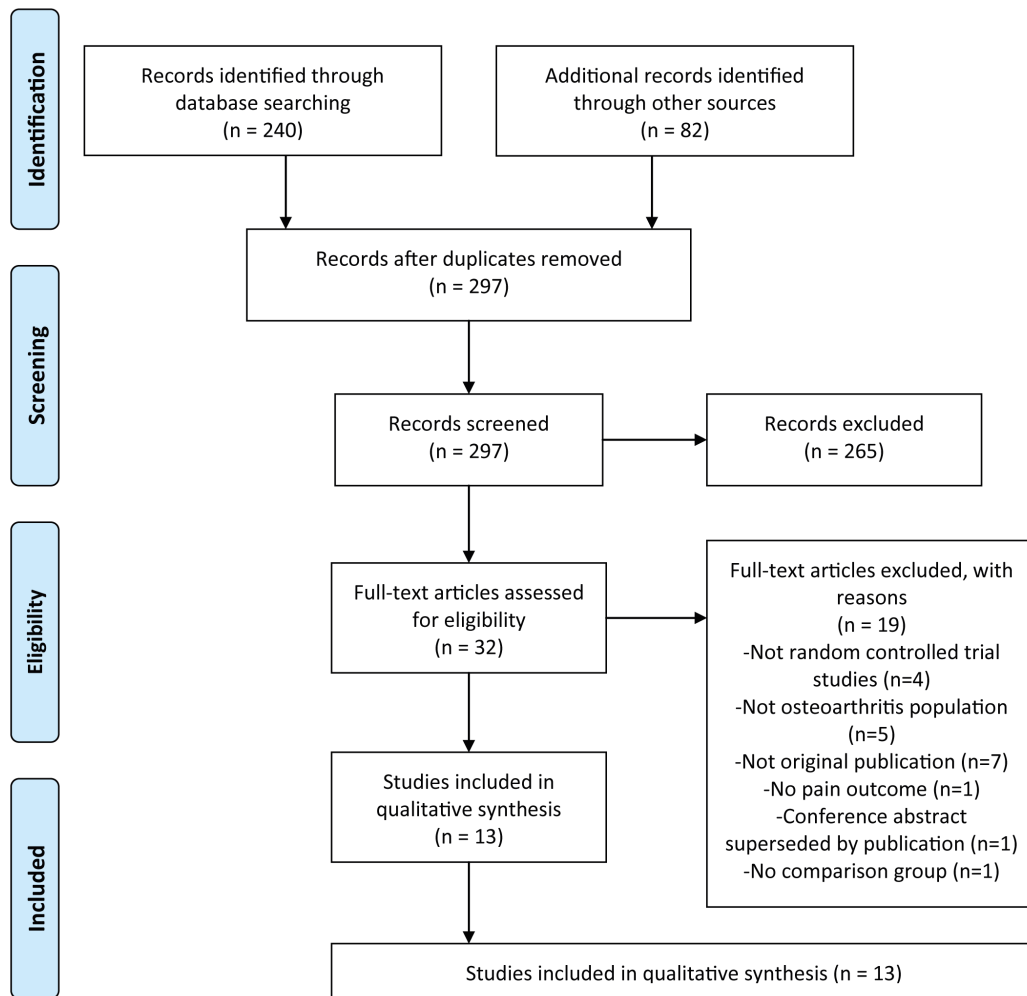 Identification
Records identified through
database searching
(n = 240)
Additional records identified
through other sources
(n = 82)
Screening
Records after duplicates removed
(n = 297)
Records screened
(n = 297)
Records excluded
(n = 265)
Eligibility
Full-text articles assessed
for eligibility
(n = 32)
Full-text articles excluded, with
reasons
(n = 19)
-Not random controlled trial
studies (n=4)
-Not osteoarthritis population
(n=5)
-Not original publication (n=7)
-No pain outcome (n=1)
-Conference abstract
superseded by publication (n=1)
-No comparison group (n=1)
Included
Studies included in
qualitative synthesis
(n = 13)
Studies included in qualitative synthesis (n = 13)